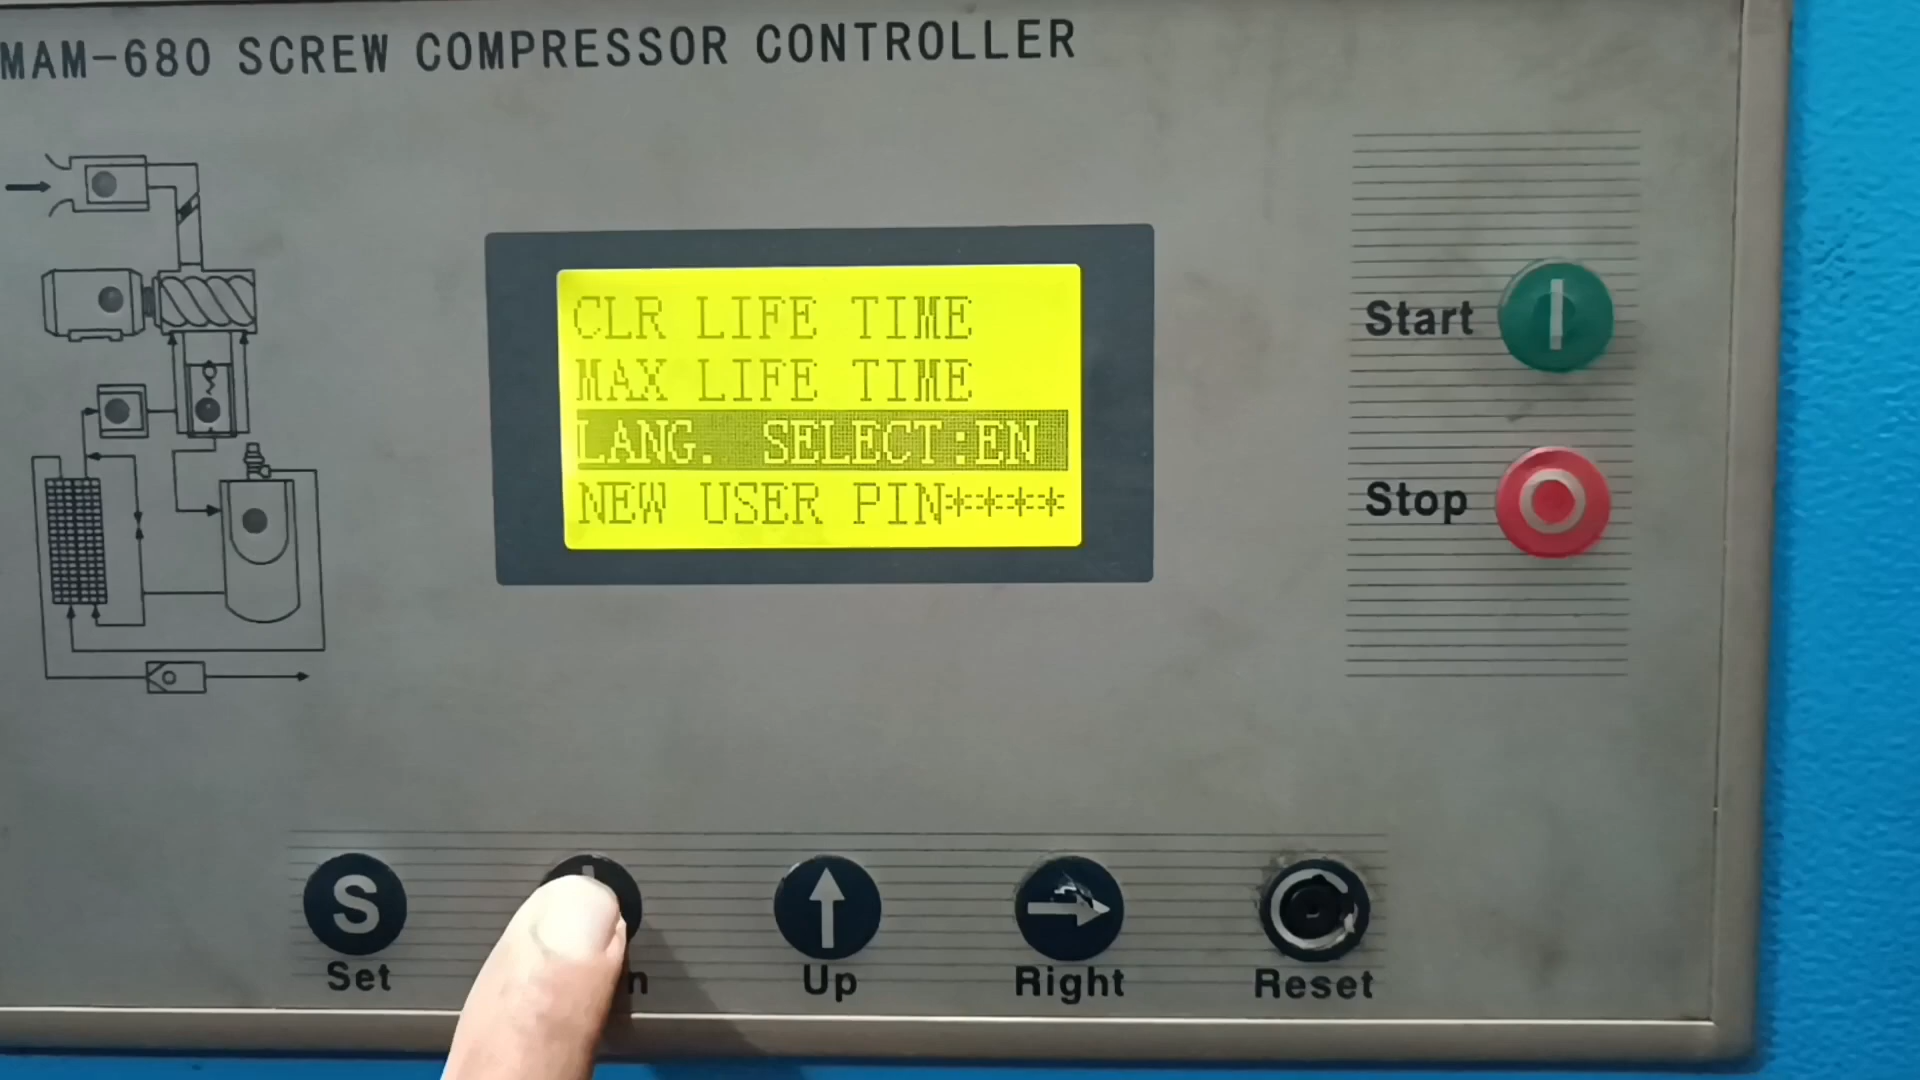 MAM-680 SCREW COMPRESSOR CONTROLLER
CLR LIFE TIME
MAX LIFE TIME
LANG. SELECT:EN
NEW USER PIN****
Start
Stop
S
Set
Up
Right
Reset